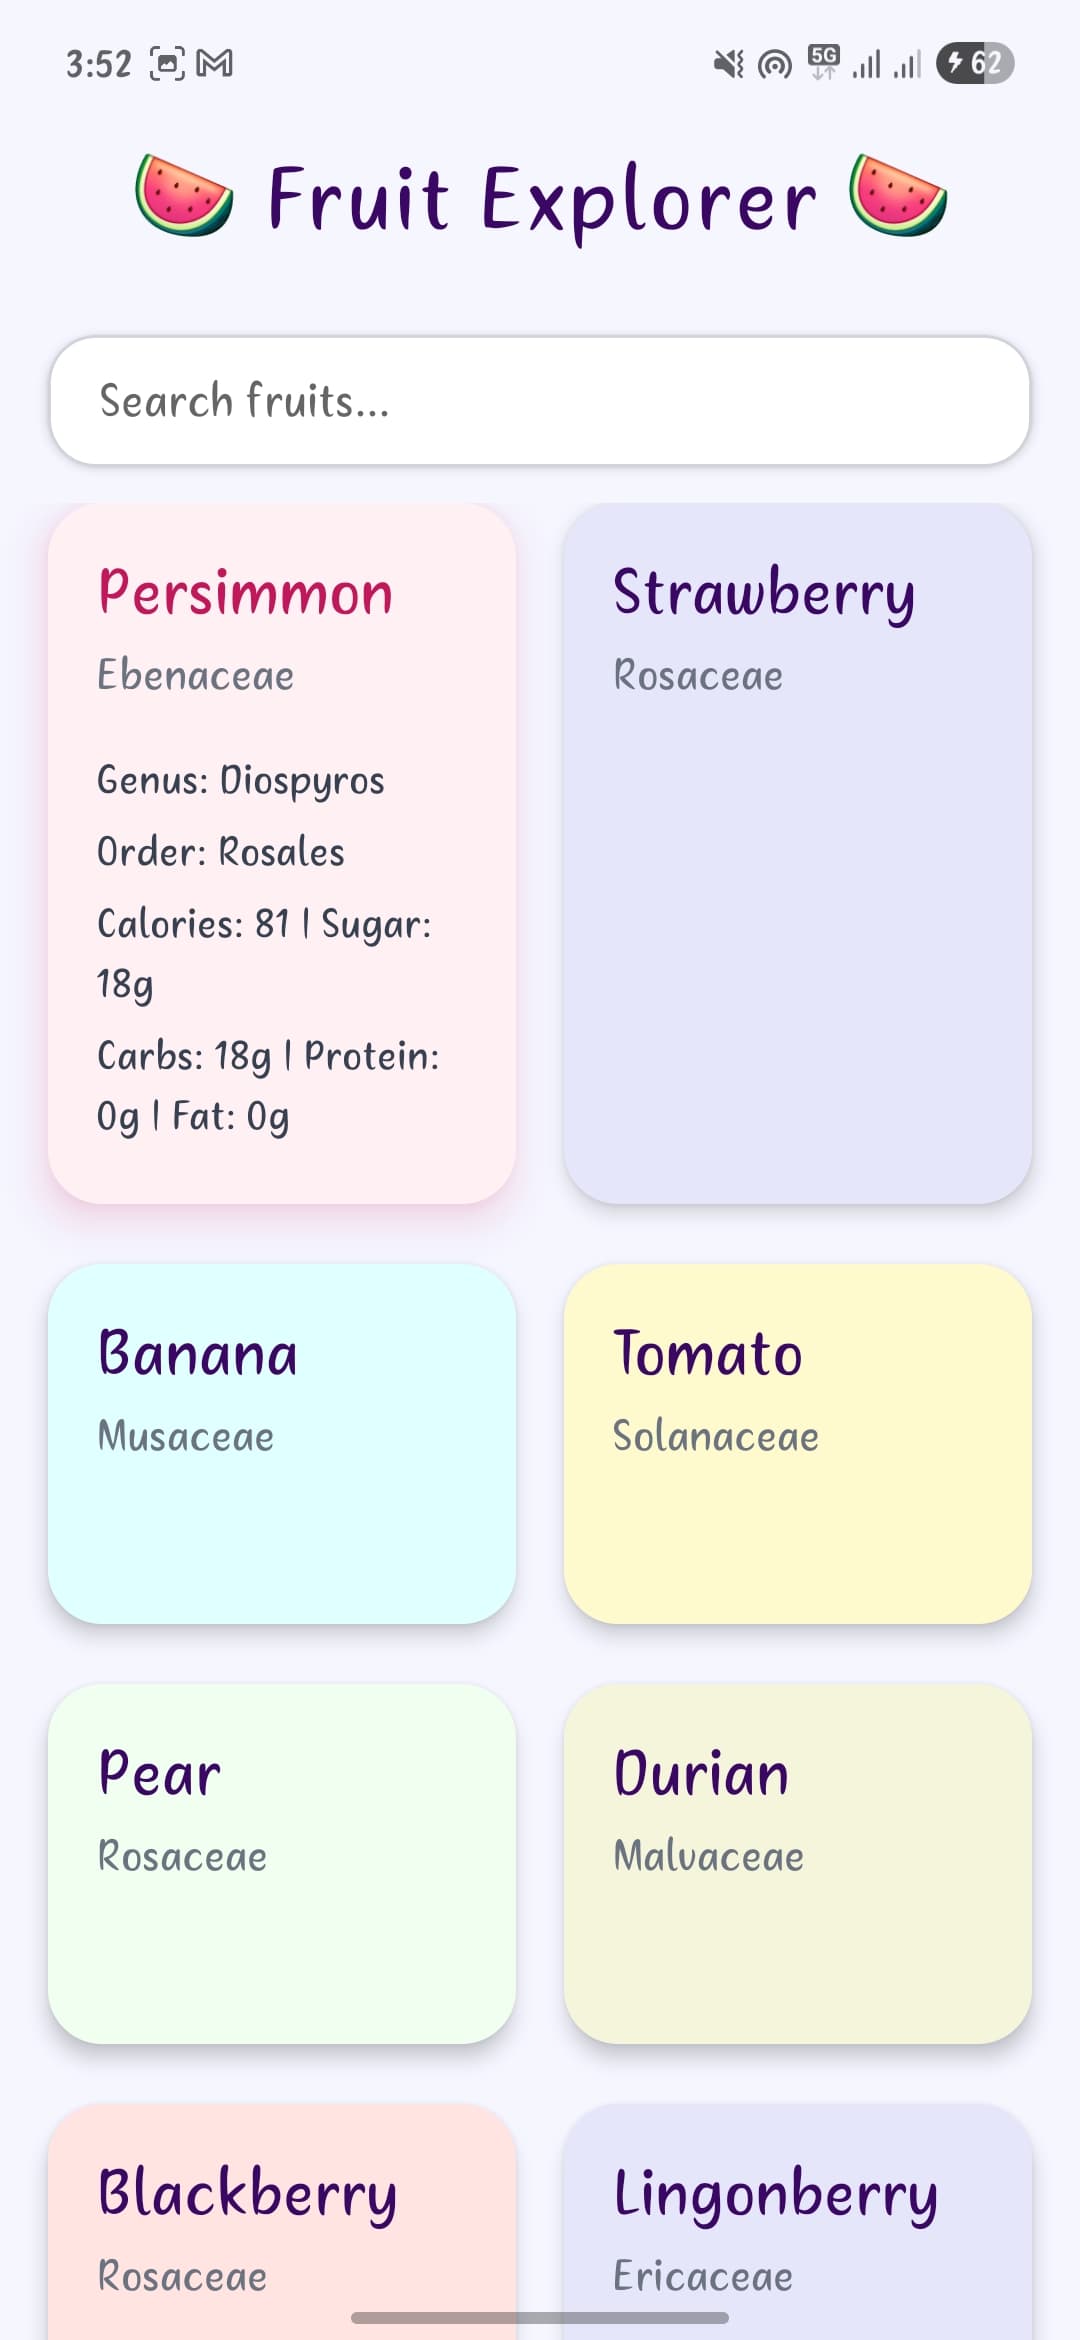 3:52
5G
62
Fruit Explorer
Search fruits...
Persimmon
Ebenaceae
Genus: Diospyros
Order: Rosales
Calories: 81 | Sugar:
18g
Carbs: 18g | Protein:
0g | Fat: 0g
Strawberry
Rosaceae
Banana
Musaceae
Tomato
Solanaceae
Pear
Rosaceae
Durian
Malvaceae
Blackberry
Rosaceae
Lingonberry
Ericaceae